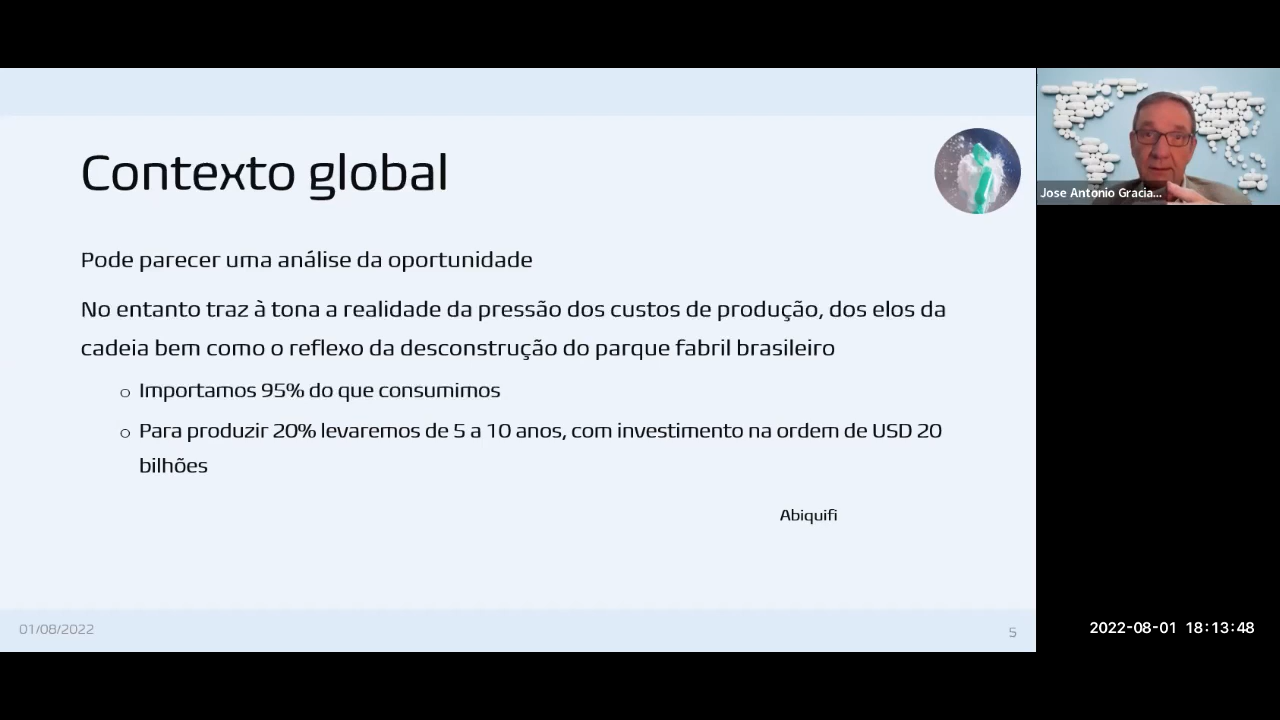 Contexto global
Pode parecer uma análise da oportunidade
No entanto traz à tona a realidade da pressão dos custos de produção, dos elos da
cadeia bem como o reflexo da desconstrução do parque fabril brasileiro
o Importamos 95% do que consumimos
o Para produzir 20% levaremos de 5 a 10 anos, com investimento na ordem de USD 20
bilhões
Abiquifi
01/08/2022
5
Jose Antonio Gracia...
2022-08-01 18:13:48